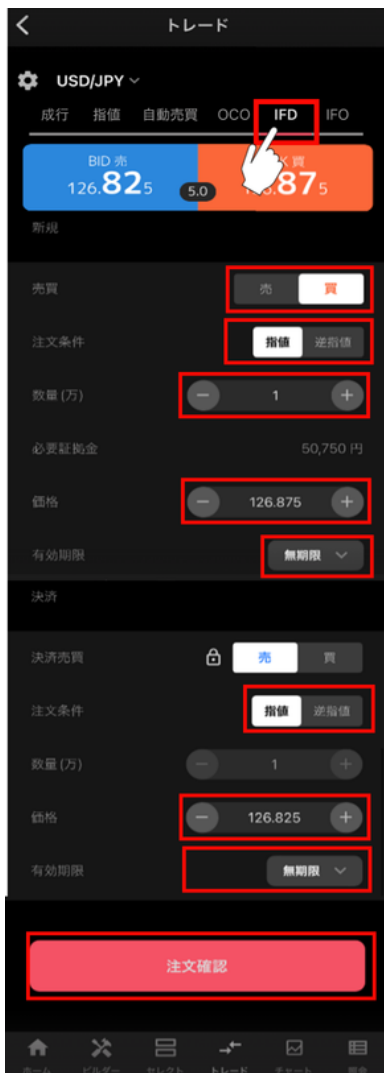 トレード
USD/JPY
成行 指値 自動売買 OCO IFD IFO
BID 売 買
126.825 5.0 .875
新規
売買 売 買
注文条件 指値 逆指値
数量(万) 1
必要証拠金 50,750 円
価格 126.875
有効期限 無期限
決済
決済売買 売 買
注文条件 指値 逆指値
数量(万) 1
価格 126.825
有効期限 無期限
注文確認